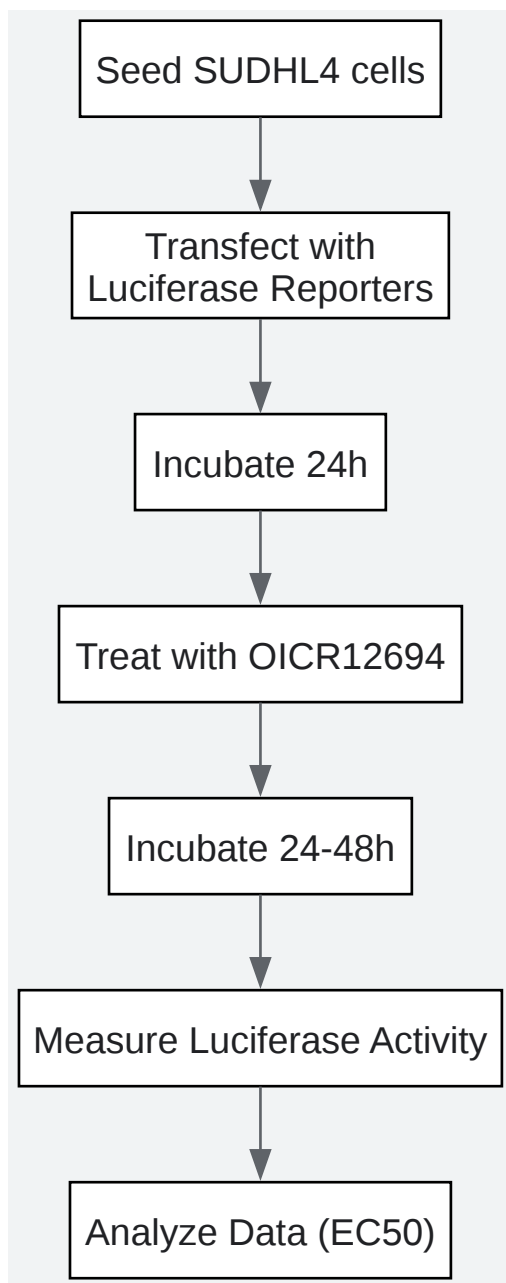 Seed SUDHL4 cells
Transfect with
Luciferase Reporters
Incubate 24h
Treat with OICR12694
Incubate 24-48h
Measure Luciferase Activity
Analyze Data (EC50)